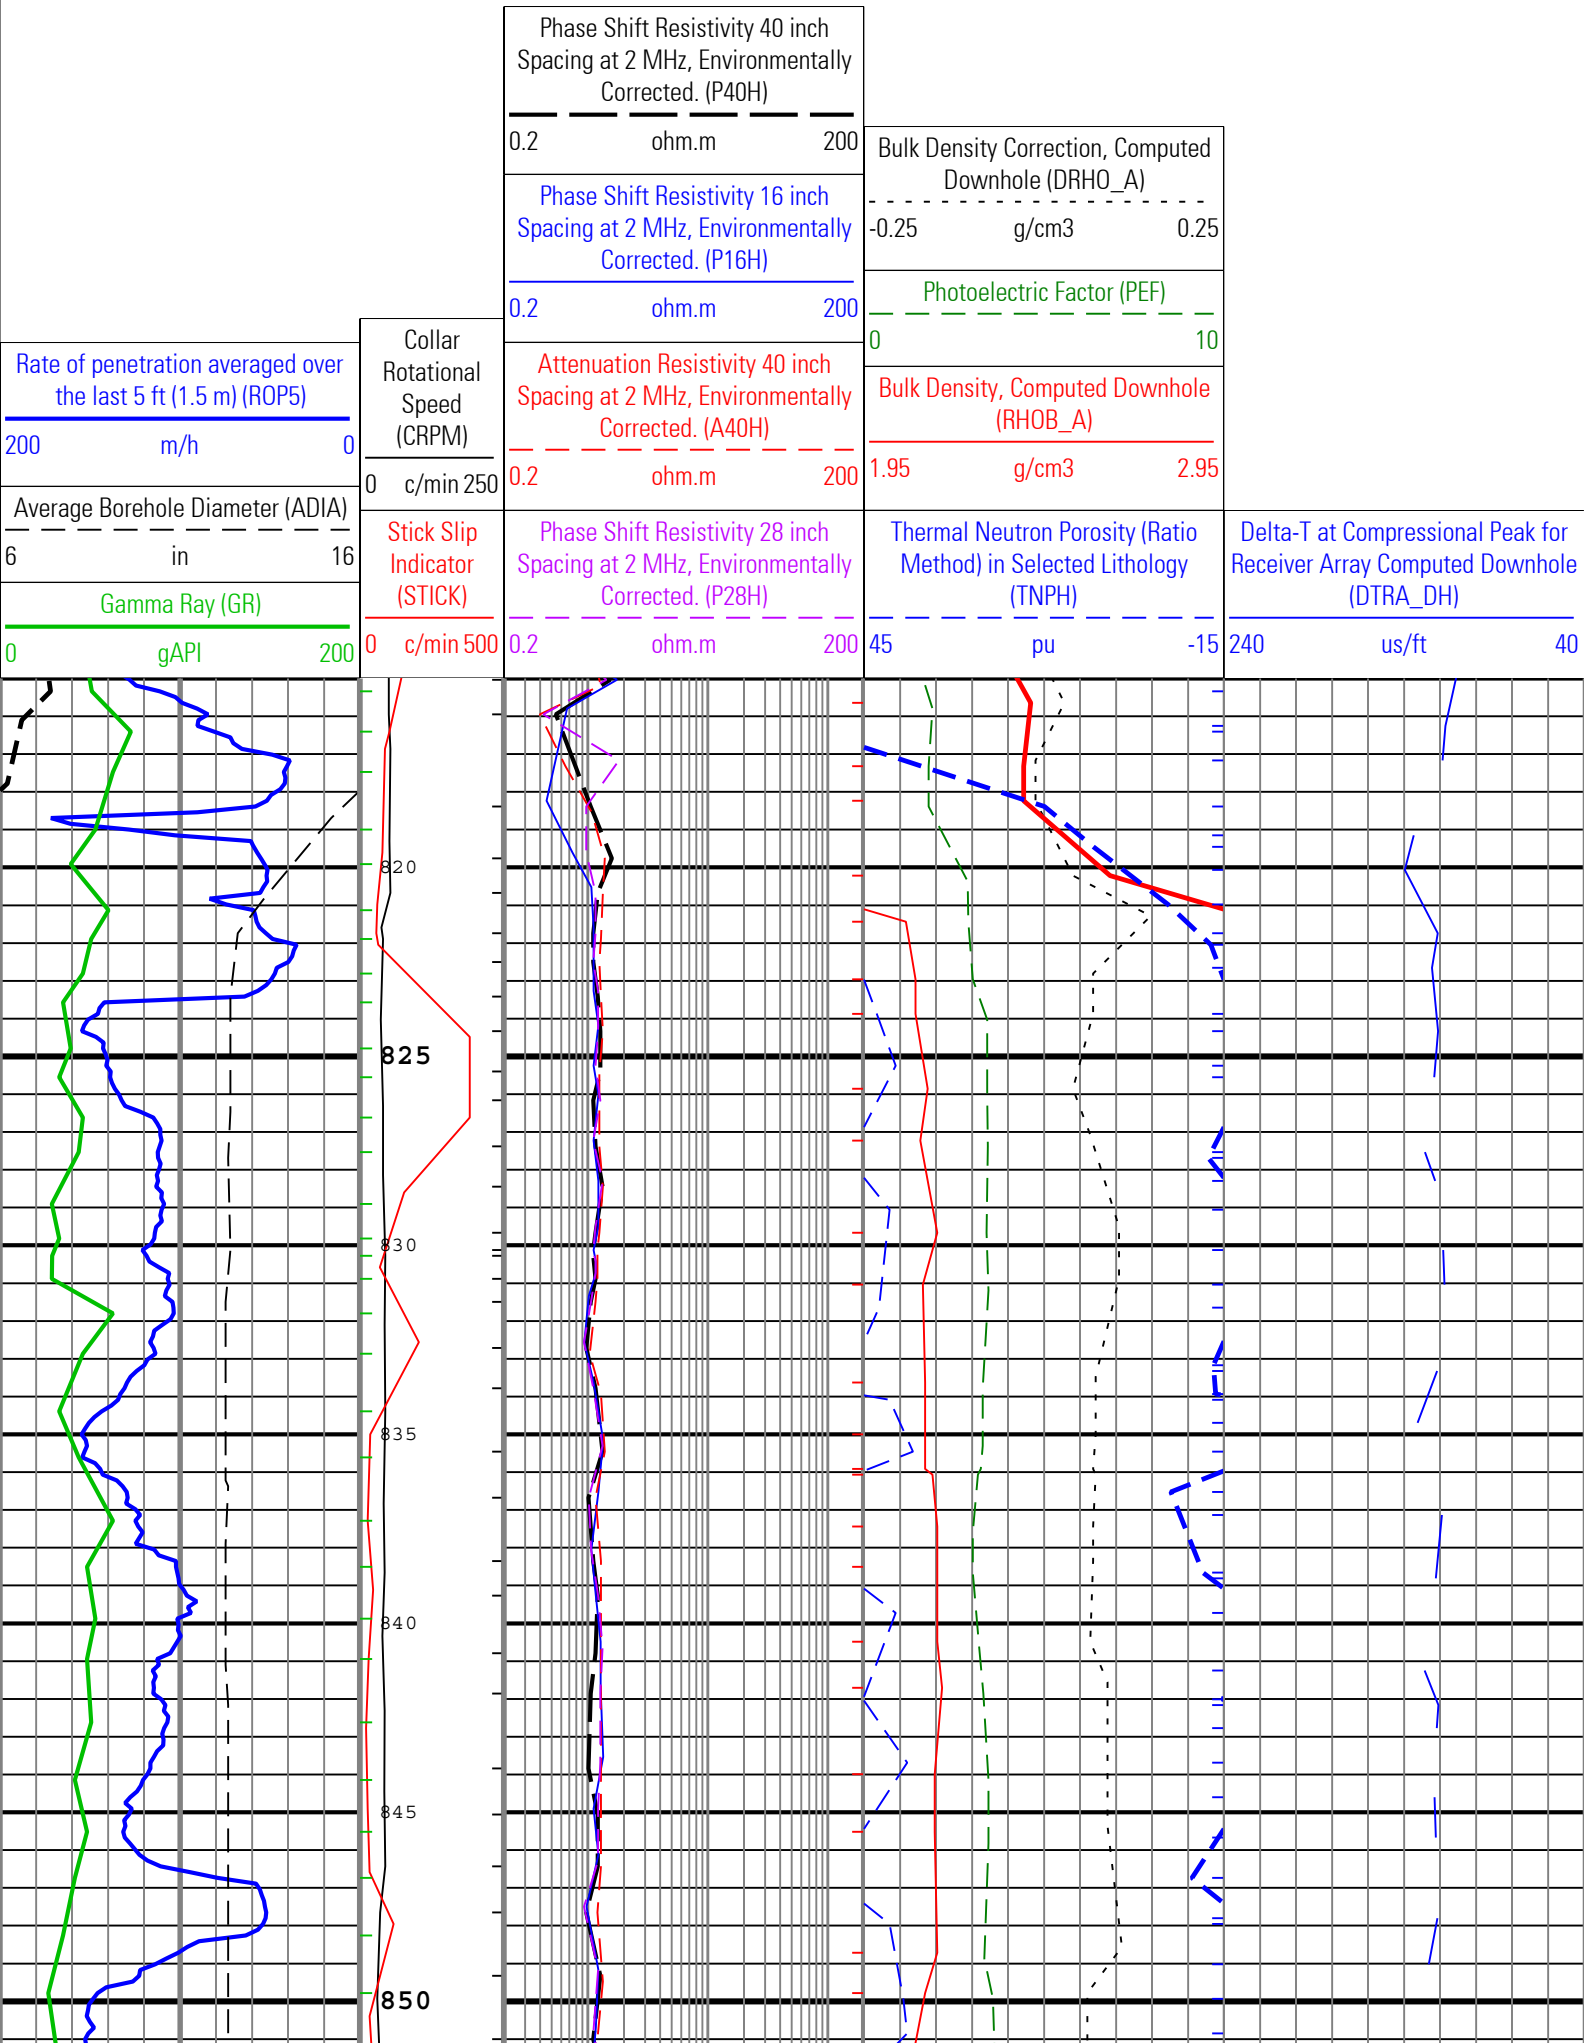 Phase Shift Resistivity 40 inch
Spacing at 2 MHz, Environmentally
Corrected. (P40H)
0.2 ohm.m 200
Phase Shift Resistivity 16 inch
Spacing at 2 MHz, Environmentally
Corrected. (P16H)
0.2 ohm.m 200
Attenuation Resistivity 40 inch
Spacing at 2 MHz, Environmentally
Corrected. (A40H)
0.2 ohm.m 200
Phase Shift Resistivity 28 inch
Spacing at 2 MHz, Environmentally
Corrected. (P28H)
0.2 ohm.m 200
Bulk Density Correction, Computed
Downhole (DRHO_A)
-0.25 g/cm3 0.25
Photoelectric Factor (PEF)
0 10
Bulk Density, Computed Downhole
(RHOB_A)
1.95 g/cm3 2.95
Thermal Neutron Porosity (Ratio
Method) in Selected Lithology
(TNPH)
45 pu -15
Rate of penetration averaged over
the last 5 ft (1.5 m) (ROP5)
200 m/h 0
Average Borehole Diameter (ADIA)
6 in 16
Gamma Ray (GR)
0 gAPI 200
Collar
Rotational
Speed
(CRPM)
0 c/min 250
Stick Slip
Indicator
(STICK)
0 c/min 500
Delta-T at Compressional Peak for
Receiver Array Computed Downhole
(DTRA_DH)
240 us/ft 40
820
825
830
835
840
845
850